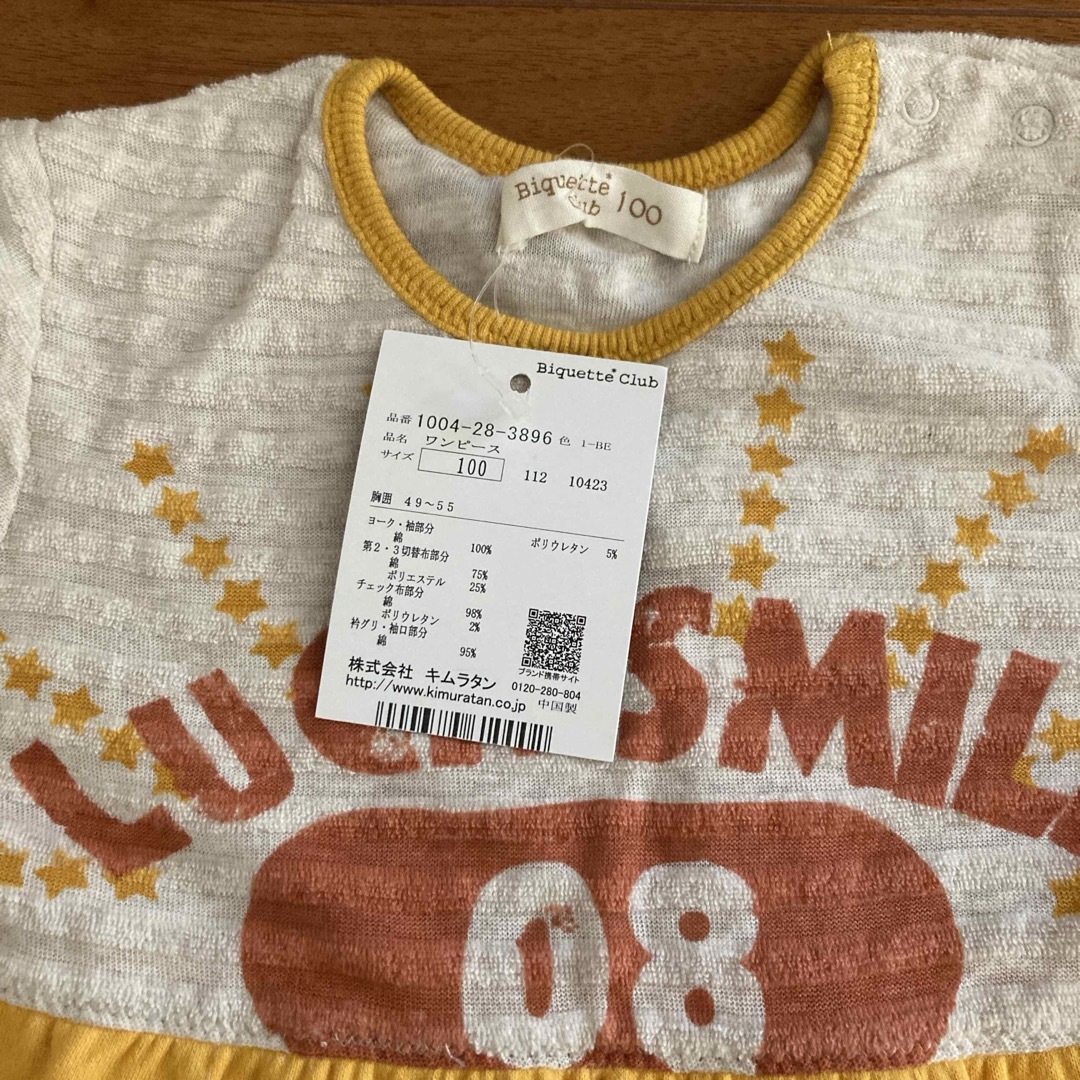 Biquette* 100
Club
Biquette*Club
品番 1004-28-3896 色 1-BE
品名 ワンピース
サイズ 100 112 10423
胸囲 49～55
ヨーク・袖部分
綿 100%
第2・3切替布部分
綿 75%
ポリエステル 25%
チェック布部分
綿 98%
ポリウレタン 2%
衿グリ・袖口部分
綿 95%
ポリウレタン 5%
ブランド携帯サイト
株式会社 キムラタン
0120-280-804
http://www.kimuratan.co.jp 中国製
08